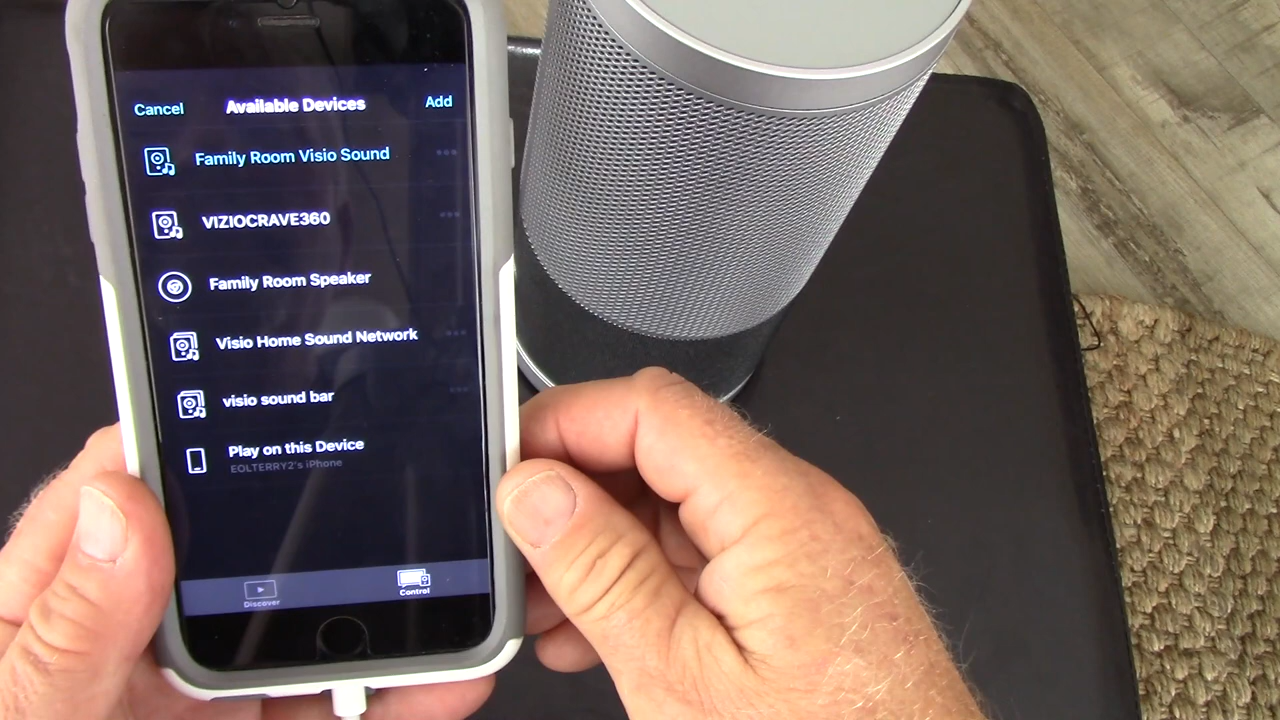 Cancel Available Devices Add
Family Room Visio Sound
VIZIOCRAVE360
Family Room Speaker
Visio Home Sound Network
visio sound bar
Play on this Device
EOLTERRY2's iPhone
Discover Control